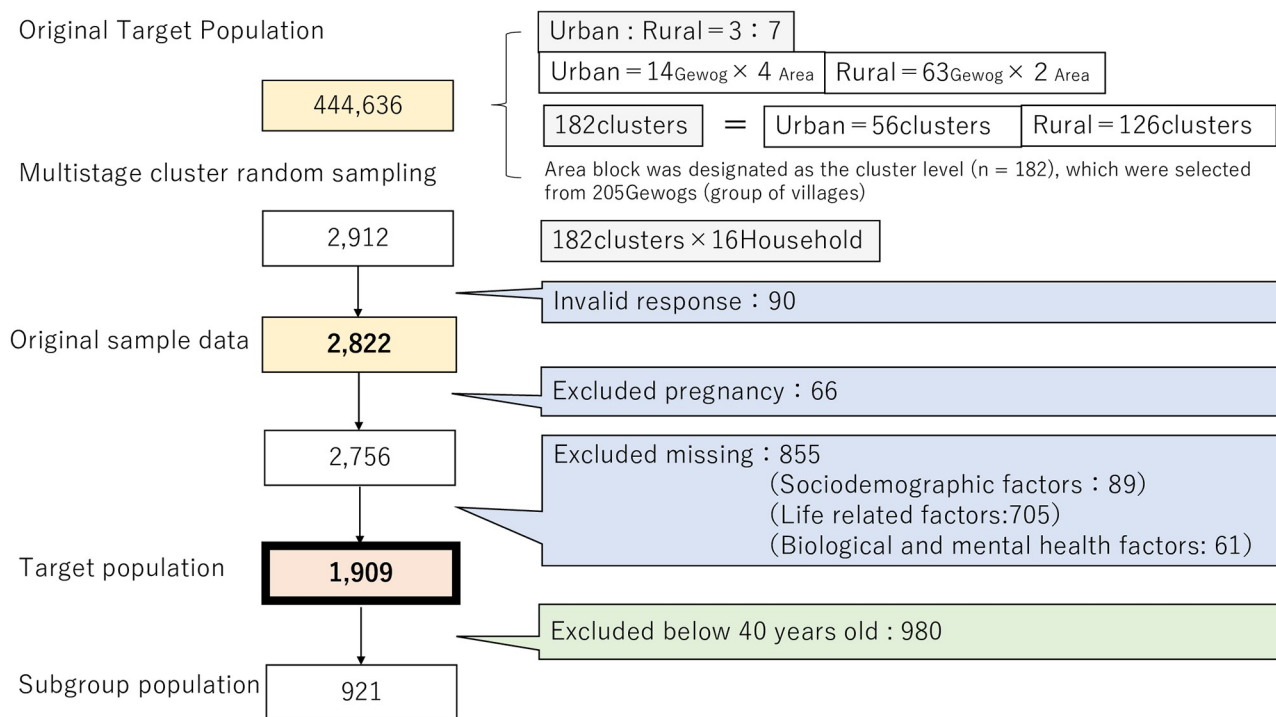 Original Target Population
Urban : Rural＝3：7
Urban＝14Gewog × 4 Area
Rural＝63Gewog × 2 Area
444,636
182clusters ＝ Urban＝56clusters Rural＝126clusters
Multistage cluster random sampling
Area block was designated as the cluster level (n = 182), which were selected
from 205Gewogs (group of villages)
2,912
182clusters × 16Household
Invalid response：90
Original sample data
2,822
Excluded pregnancy：66
2,756
Excluded missing：855
(Sociodemographic factors：89)
(Life related factors:705)
(Biological and mental health factors: 61)
Target population
1,909
Excluded below 40 years old : 980
Subgroup population
921